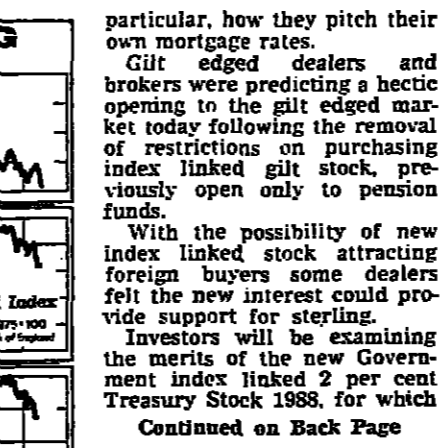 G
particular, how they pitch their
own mortgage rates.
Gilt edged dealers and
brokers were predicting a hectic
opening to the gilt edged mar-
ket today following the removal
of restrictions on purchasing
index linked gilt stock, pre-
viously open only to pension
funds.
With the possibility of new
index linked stock attracting
foreign buyers some dealers
felt the new interest could pro-
vide support for sterling.
Investors will be examining
the merits of the new Govern-
ment index linked 2 per cent
Treasury Stock 1988, for which
Continued on Back Page
Index
1975=100
of England